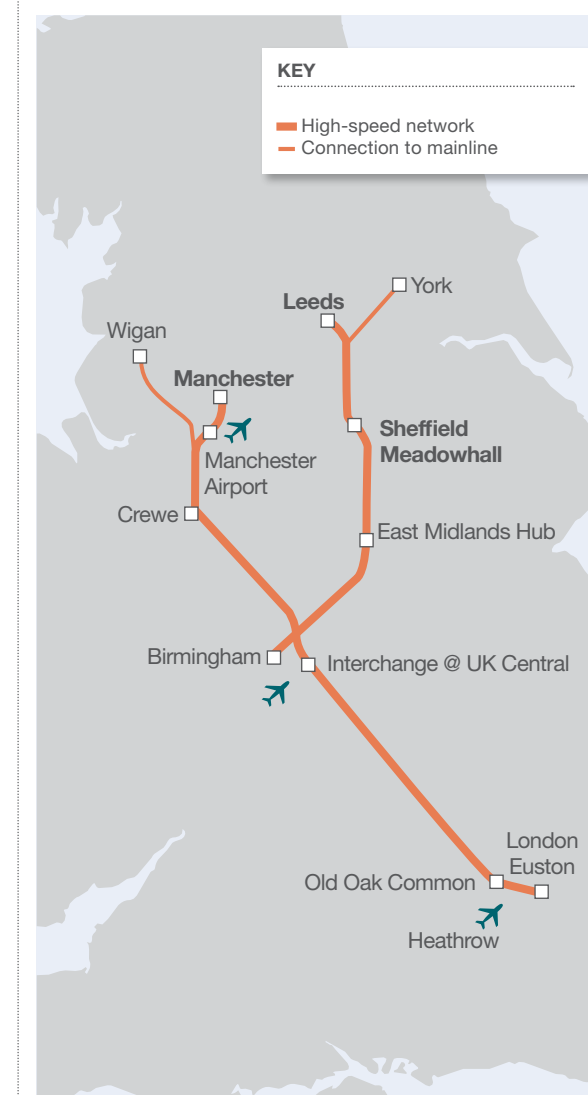 KEY
High-speed network
Connection to mainline
York
Leeds
Wigan
Manchester
Sheffield
Meadowhall
Manchester
Airport
Crewe
East Midlands Hub
Birmingham
Interchange @ UK Central
London
Euston
Old Oak Common
Heathrow